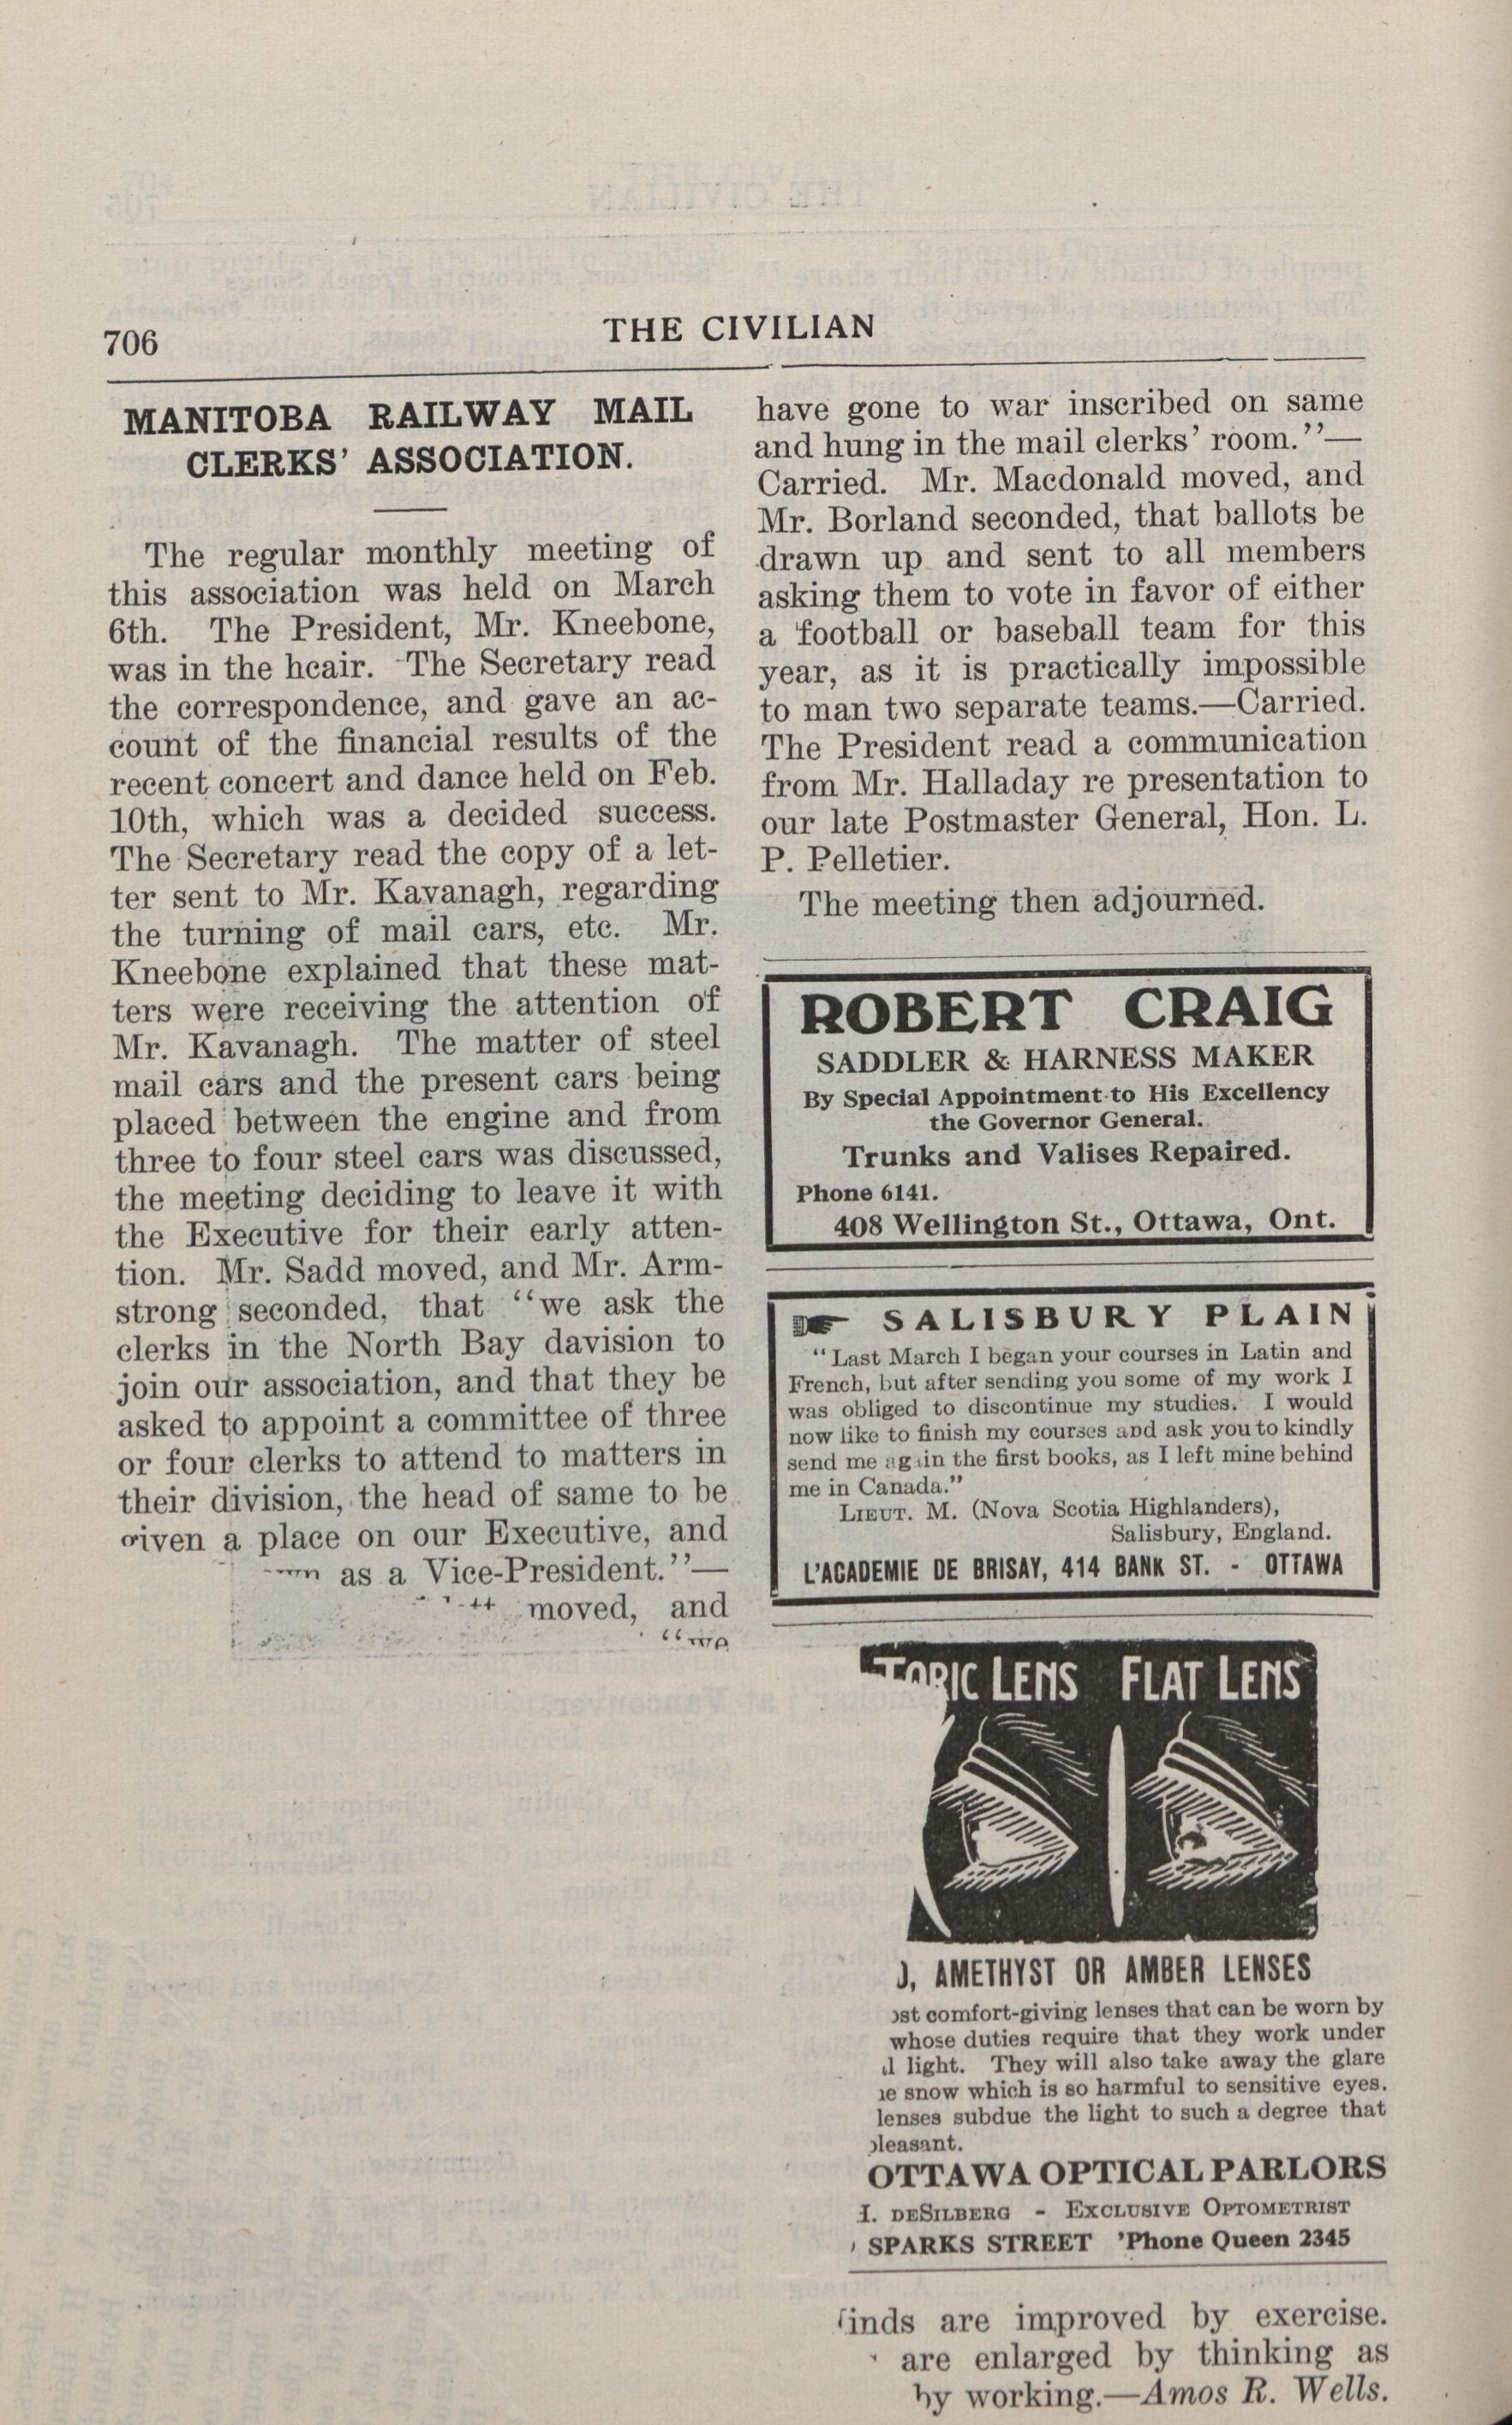 706
THE CIVILIAN
MANITOBA RAILWAY MAIL
CLERKS' ASSOCIATION.
The regular monthly meeting of
this association was held on March
6th. The President, Mr. Kneebone,
was in the hcair. The Secretary read
the correspondence, and gave an ac-
count of the financial results of the
recent concert and dance held on Feb.
10th, which was a decided success.
The Secretary read the copy of a let-
ter sent to Mr. Kavanagh, regarding
the turning of mail cars, etc. Mr.
Kneebone explained that these mat-
ters were receiving the attention of
Mr. Kavanagh. The matter of steel
mail cars and the present cars being
placed between the engine and from
three to four steel cars was discussed,
the meeting deciding to leave it with
the Executive for their early atten-
tion. Mr. Sadd moved, and Mr. Arm-
strong seconded, that “we ask the
clerks in the North Bay davision to
join our association, and that they be
asked to appoint a committee of three
or four clerks to attend to matters in
their division, the head of same to be
given a place on our Executive, and
as a Vice-President.”—
moved, and
“we
have gone to war inscribed on same
and hung in the mail clerks’ room.”—
Carried. Mr. Macdonald moved, and
Mr. Borland seconded, that ballots be
drawn up and sent to all members
asking them to vote in favor of either
a football or baseball team for this
year, as it is practically impossible
to man two separate teams.—Carried.
The President read a communication
from Mr. Halladay re presentation to
our late Postmaster General, Hon. L.
P. Pelletier.
The meeting then adjourned.
ROBERT CRAIG
SADDLER & HARNESS MAKER
By Special Appointment to His Excellency
the Governor General.
Trunks and Valises Repaired.
Phone 6141.
408 Wellington St., Ottawa, Ont.
SALISBURY PLAIN
“Last March I began your courses in Latin and
French, but after sending you some of my work I
was obliged to discontinue my studies. I would
now like to finish my courses and ask you to kindly
send me again the first books, as I left mine behind
me in Canada.”
LIEUT. M. (Nova Scotia Highlanders),
Salisbury, England.
L'ACADEMIE DE BRISAY, 414 BANK ST. - OTTAWA
TORIC LENS FLAT LENS
AMETHYST OR AMBER LENSES
comfort-giving lenses that can be worn by
whose duties require that they work under
light. They will also take away the glare
snow which is so harmful to sensitive eyes.
lenses subdue the light to such a degree that
pleasant.
OTTAWA OPTICAL PARLORS
DESILBERG - EXCLUSIVE OPTOMETRIST
SPARKS STREET 'Phone Queen 2345
are improved by exercise.
are enlarged by thinking as
by working.—Amos R. Wells.